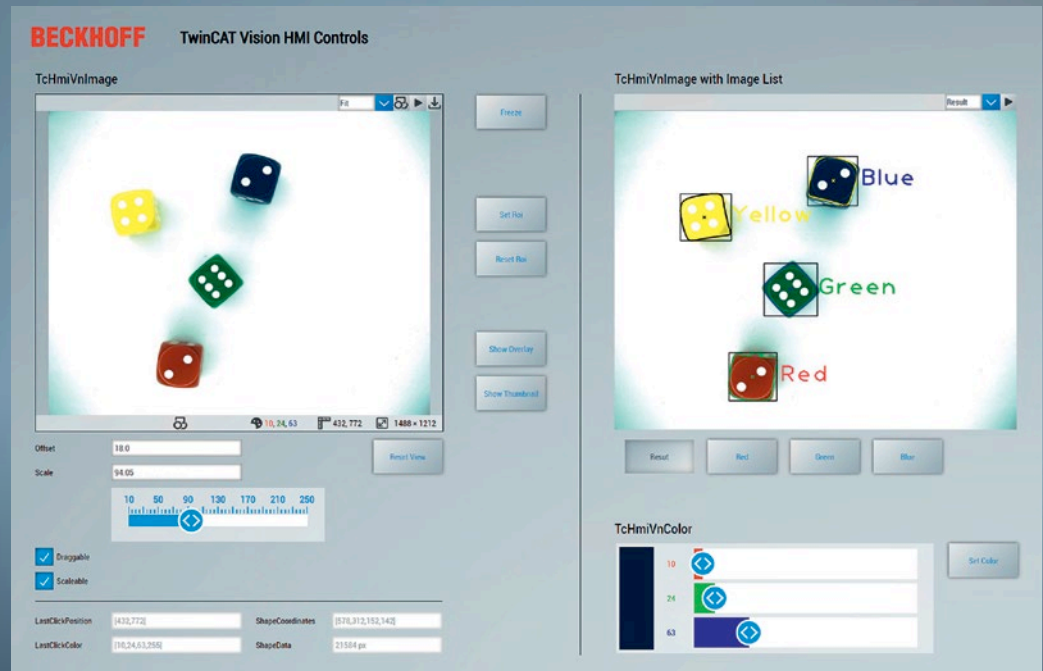 BECKHOFF TwinCAT Vision HMI Controls
TcHmiVnImage
Fit
10, 24, 63 432, 772 1488 × 1212
Offset 18.0
Scale 94.05
Reset View
10 50 90 130 170 210 250
Draggable
Scaleable
LastClickPosition [432,772] ShapeCoordinates [570,312,152,142]
LastClickColor [10,24,63,255] ShapeData 21584 px
Freeze
Set Roi
Reset Roi
Show Overlay
Show Thumbnail
TcHmiVnImage with Image List
Result
Blue
Yellow
Green
Red
Result Red Green Blue
TcHmiVnColor
10
24
63
Set Color